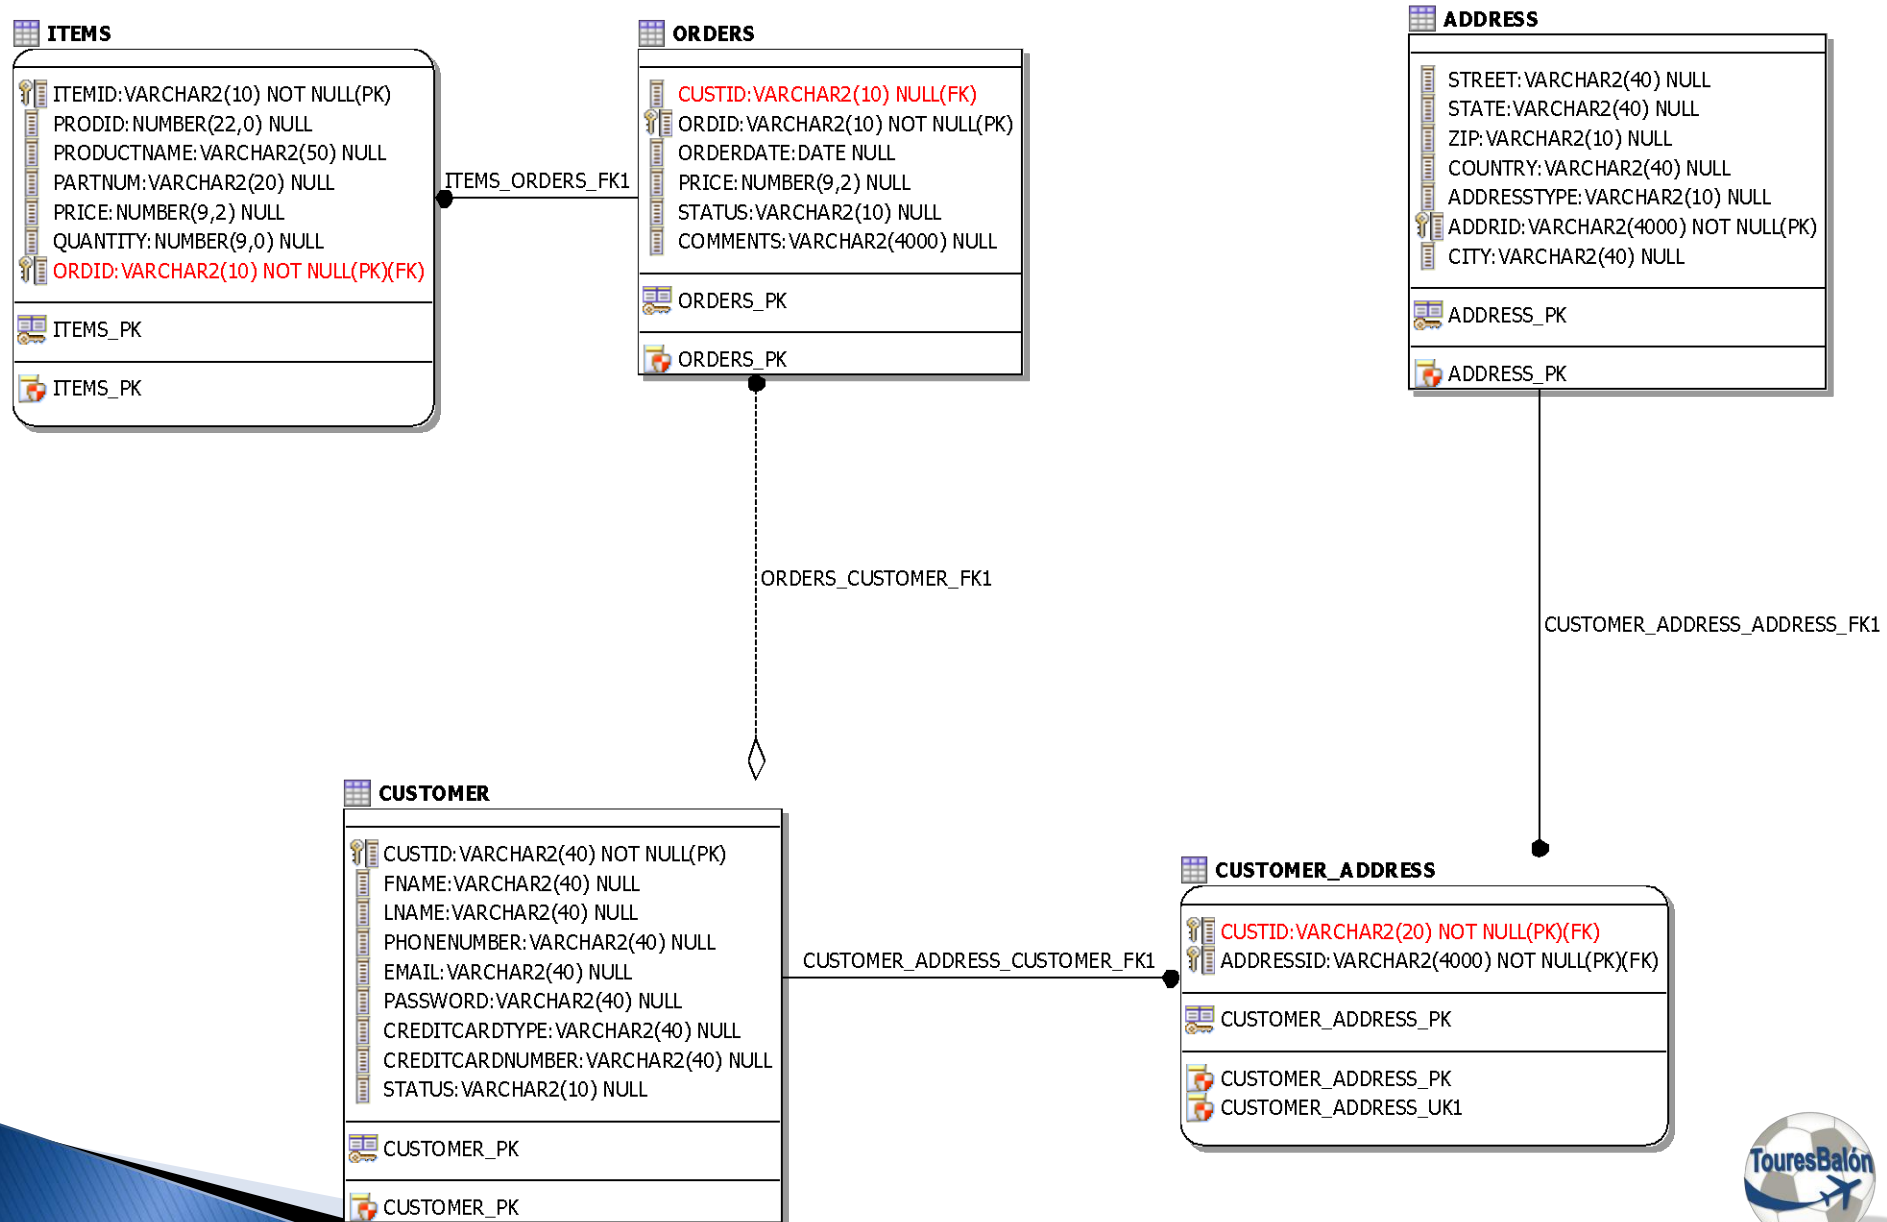 ITEMS
ITEMID:VARCHAR2(10) NOT NULL(PK)
PRODID:NUMBER(22,0) NULL
PRODUCTNAME:VARCHAR2(50) NULL
PARTNUM:VARCHAR2(20) NULL
PRICE:NUMBER(9,2) NULL
QUANTITY:NUMBER(9,0) NULL
ORDID:VARCHAR2(10) NOT NULL(PK)(FK)
ITEMS_PK
ITEMS_PK
ITEMS_ORDERS_FK1
ORDERS
CUSTID:VARCHAR2(10) NULL(FK)
ORDID:VARCHAR2(10) NOT NULL(PK)
ORDERDATE:DATE NULL
PRICE:NUMBER(9,2) NULL
STATUS:VARCHAR2(10) NULL
COMMENTS:VARCHAR2(4000) NULL
ORDERS_PK
ORDERS_PK
ADDRESS
STREET:VARCHAR2(40) NULL
STATE:VARCHAR2(40) NULL
ZIP:VARCHAR2(10) NULL
COUNTRY:VARCHAR2(40) NULL
ADDRESSTYPE:VARCHAR2(10) NULL
ADDRID:VARCHAR2(4000) NOT NULL(PK)
CITY:VARCHAR2(40) NULL
ADDRESS_PK
ADDRESS_PK
ORDERS_CUSTOMER_FK1
CUSTOMER_ADDRESS_ADDRESS_FK1
CUSTOMER
CUSTID:VARCHAR2(40) NOT NULL(PK)
FNAME:VARCHAR2(40) NULL
LNAME:VARCHAR2(40) NULL
PHONENUMBER:VARCHAR2(40) NULL
EMAIL:VARCHAR2(40) NULL
PASSWORD:VARCHAR2(40) NULL
CREDITCARDTYPE:VARCHAR2(40) NULL
CREDITCARDNUMBER:VARCHAR2(40) NULL
STATUS:VARCHAR2(10) NULL
CUSTOMER_PK
CUSTOMER_PK
CUSTOMER_ADDRESS_CUSTOMER_FK1
CUSTOMER_ADDRESS
CUSTID:VARCHAR2(20) NOT NULL(PK)(FK)
ADDRESSID:VARCHAR2(4000) NOT NULL(PK)(FK)
CUSTOMER_ADDRESS_PK
CUSTOMER_ADDRESS_PK
CUSTOMER_ADDRESS_UK1
TouresBalón